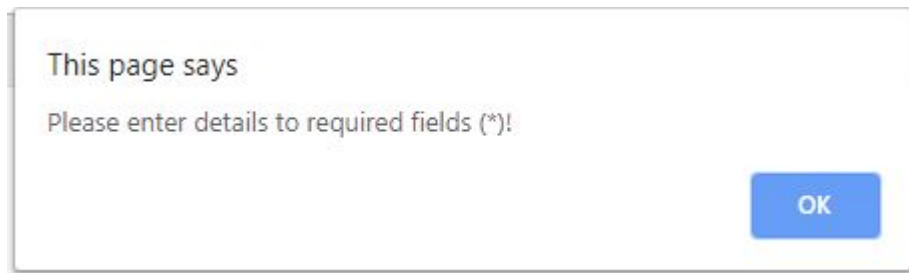 This page says
Please enter details to required fields (*)!
OK